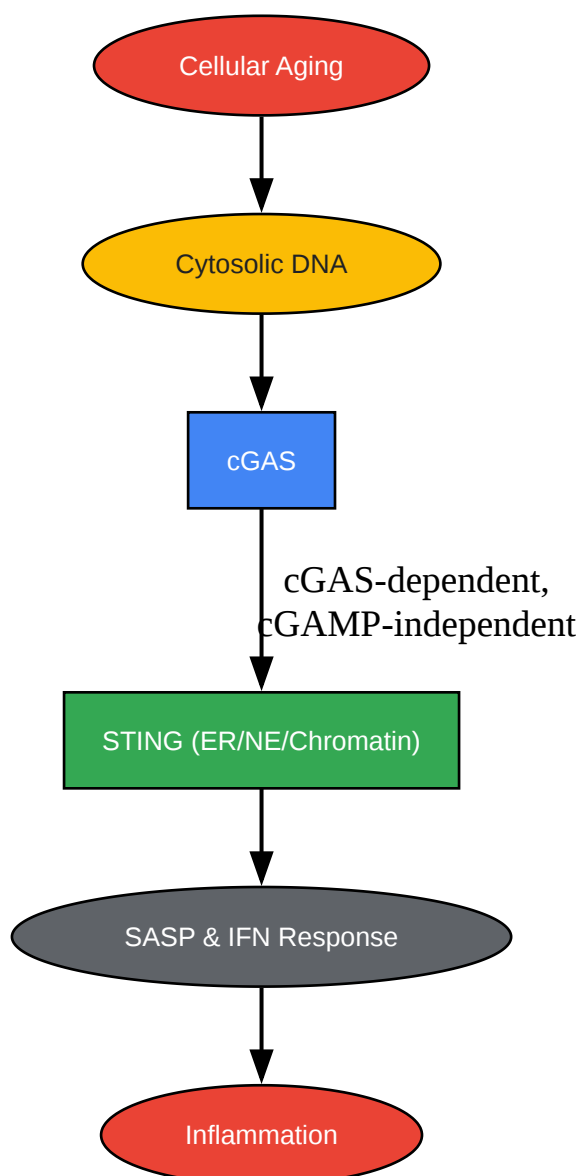 Cellular Aging
Cytosolic DNA
cGAS
cGAS-dependent,
cGAMP-independent
STING (ER/NE/Chromatin)
SASP & IFN Response
Inflammation